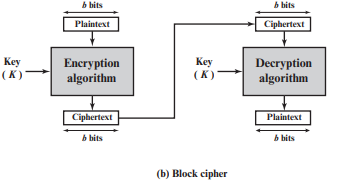 b bits
Plaintext
Key
(K)
Encryption
algorithm
Ciphertext
b bits
b bits
Ciphertext
Key
(K)
Decryption
algorithm
Plaintext
b bits
(b) Block cipher